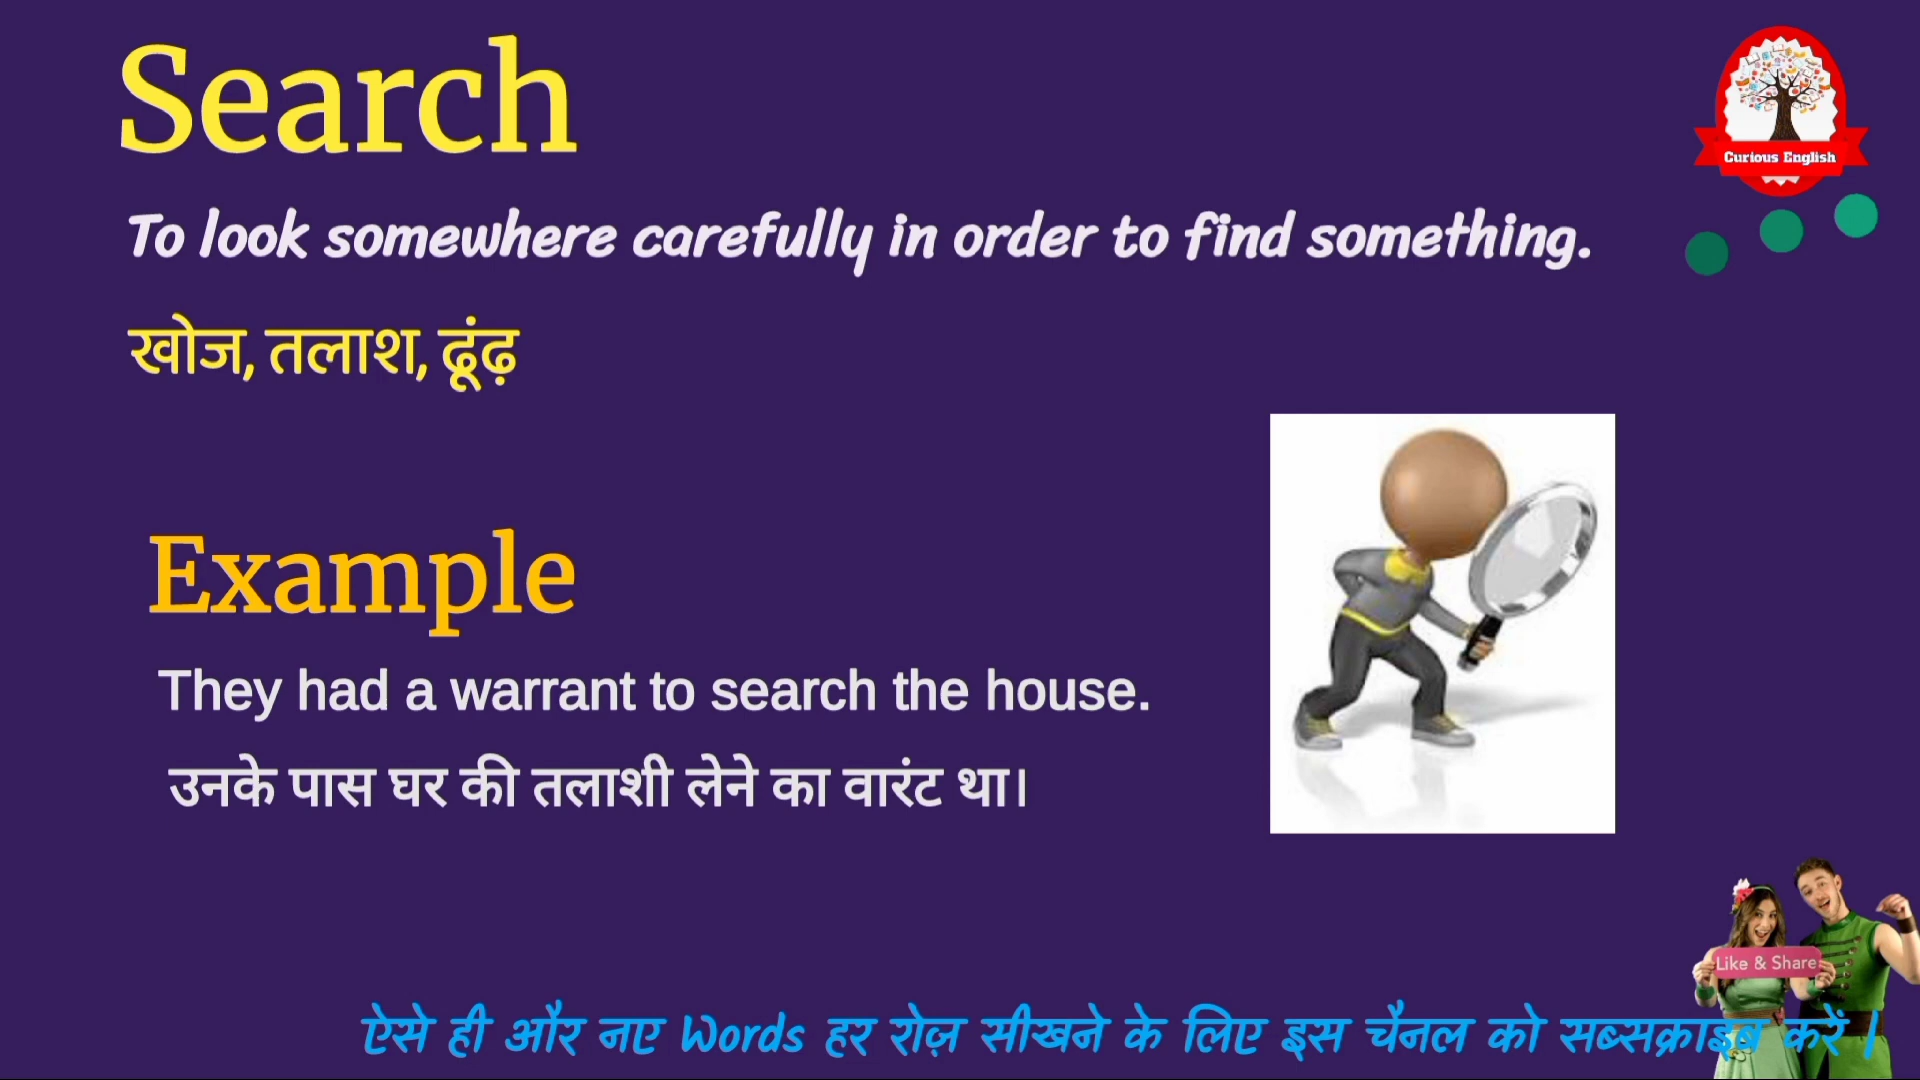 Search
Curious English
To look somewhere carefully in order to find something.
खोज, तलाश, ढूंढ़
Example
They had a warrant to search the house.
उनके पास घर की तलाशी लेने का वारंट था।
Like & Share
ऐसे ही और नए Words हर रोज़ सीखने के लिए इस चैनल को सब्सक्राइब करें |